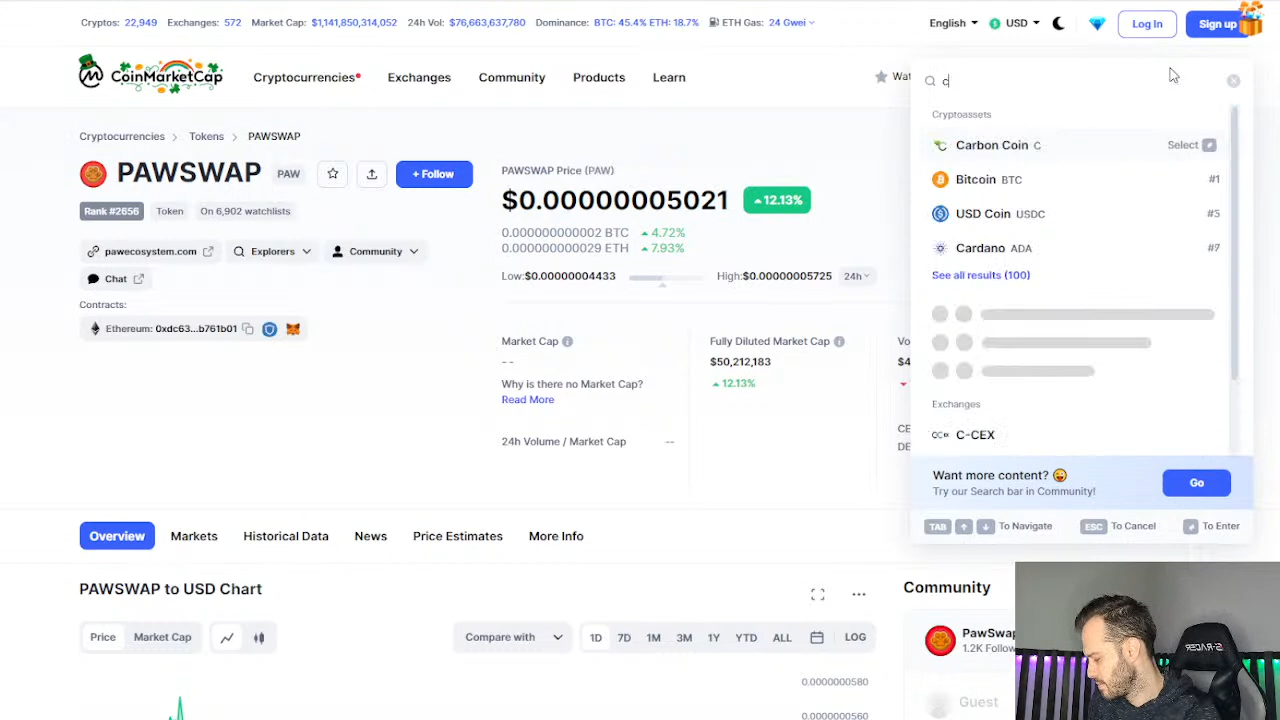 Cryptos: 22,949 Exchanges: 572 Market Cap: $1,141,850,314,052 24h Vol: $76,663,637,780 Dominance: BTC: 45.4% ETH: 18.7% ETH Gas: 24 Gwei
English USD Log In Sign up
CoinMarketCap Cryptocurrencies Exchanges Community Products Learn
c
Cryptocurrencies Tokens PAWSWAP
PAWSWAP PAW + Follow
Rank #2656 Token On 6,902 watchlists
pawecosystem.com Explorers Community
Chat
Contracts:
Ethereum: 0xdc63...b761b01
PAWSWAP Price (PAW)
$0.00000005021 12.13%
0.000000000002 BTC 4.72%
0.000000000029 ETH 7.93%
Low:$0.00000004433 High:$0.00000005725 24h
Market Cap
- -
Why is there no Market Cap?
Read More
24h Volume / Market Cap --
Fully Diluted Market Cap
$50,212,183
12.13%
Cryptoassets
Carbon Coin C Select
Bitcoin BTC #1
USD Coin USDC #5
Cardano ADA #7
See all results (100)
Exchanges
C-CEX
Want more content?
Try our Search bar in Community!
Go
TAB To Navigate ESC To Cancel To Enter
Overview Markets Historical Data News Price Estimates More Info
PAWSWAP to USD Chart
Price Market Cap Compare with 1D 7D 1M 3M 1Y YTD ALL LOG
0.0000000580
0.0000000560
Community
PawSwap
1.2K
Guest
S-RACER